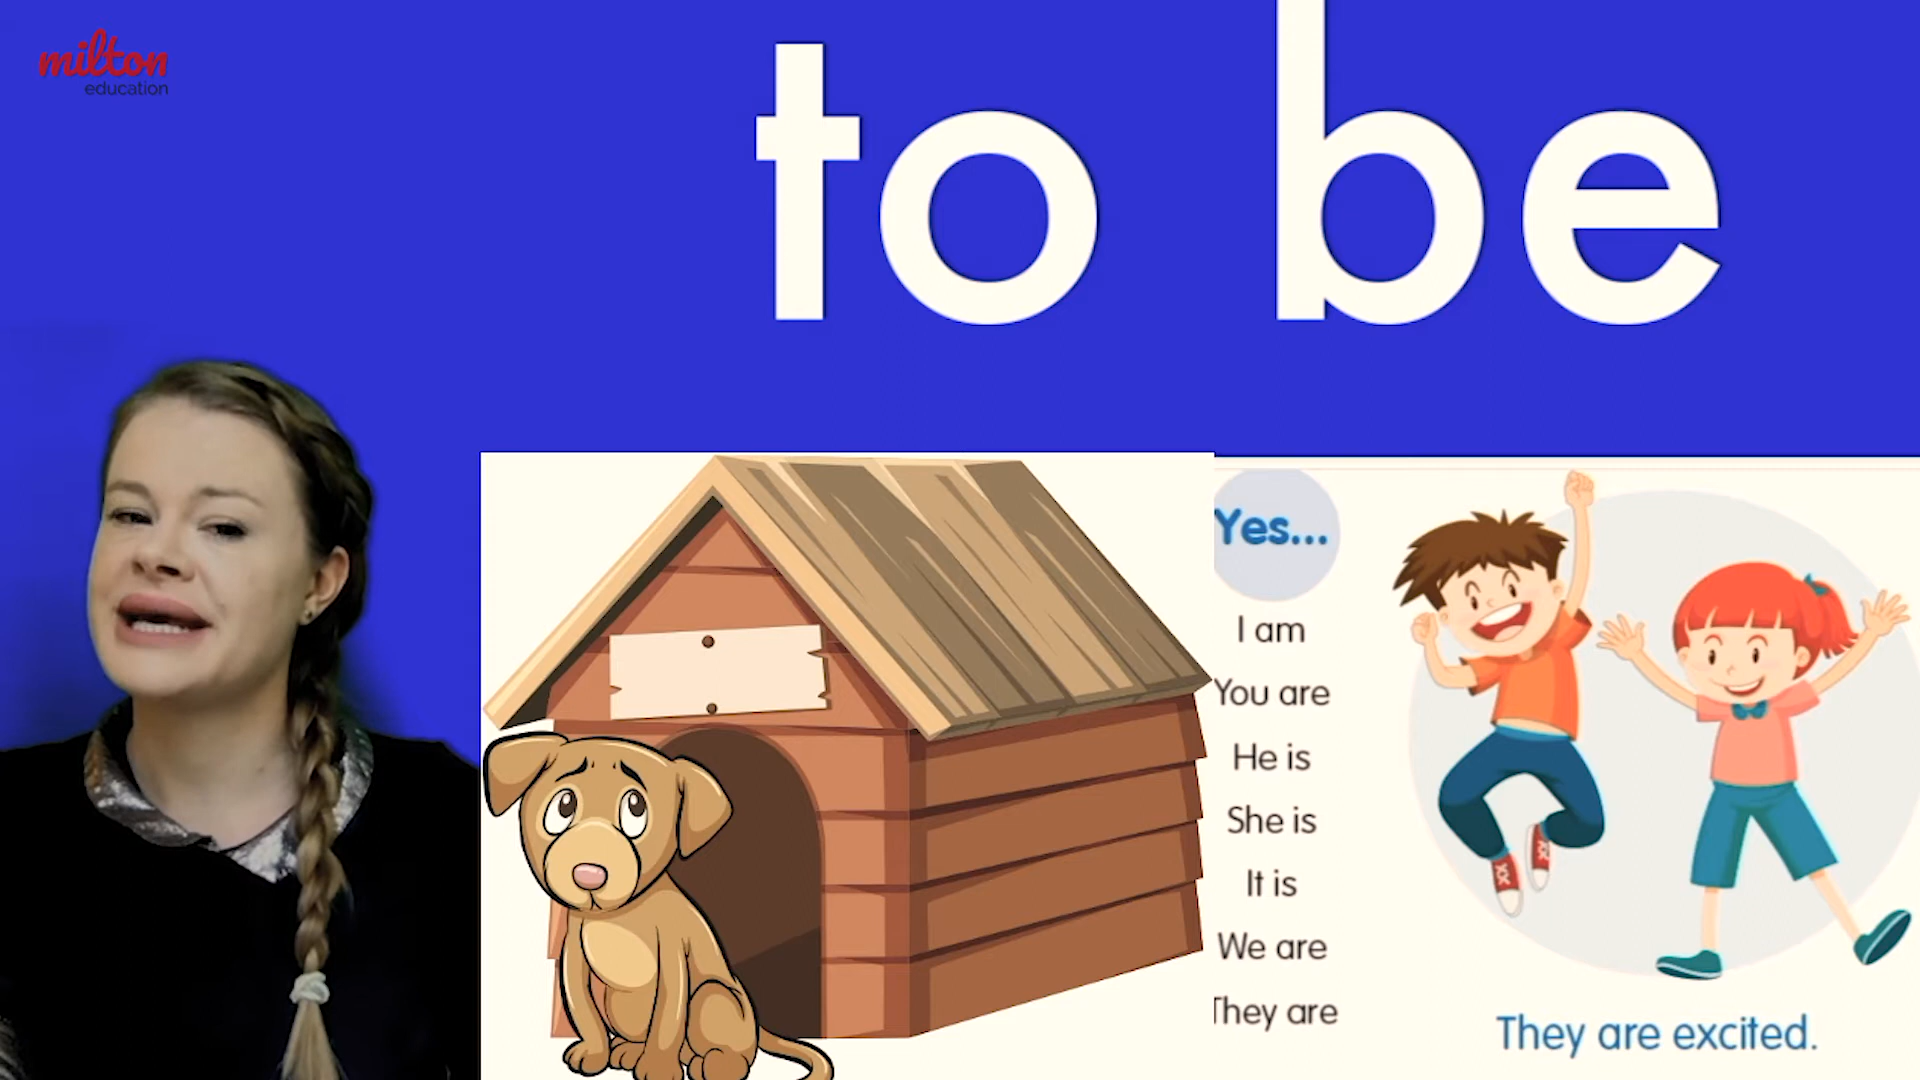 milton
education
to be
Yes...
I am
You are
He is
She is
It is
We are
They are
They are excited.